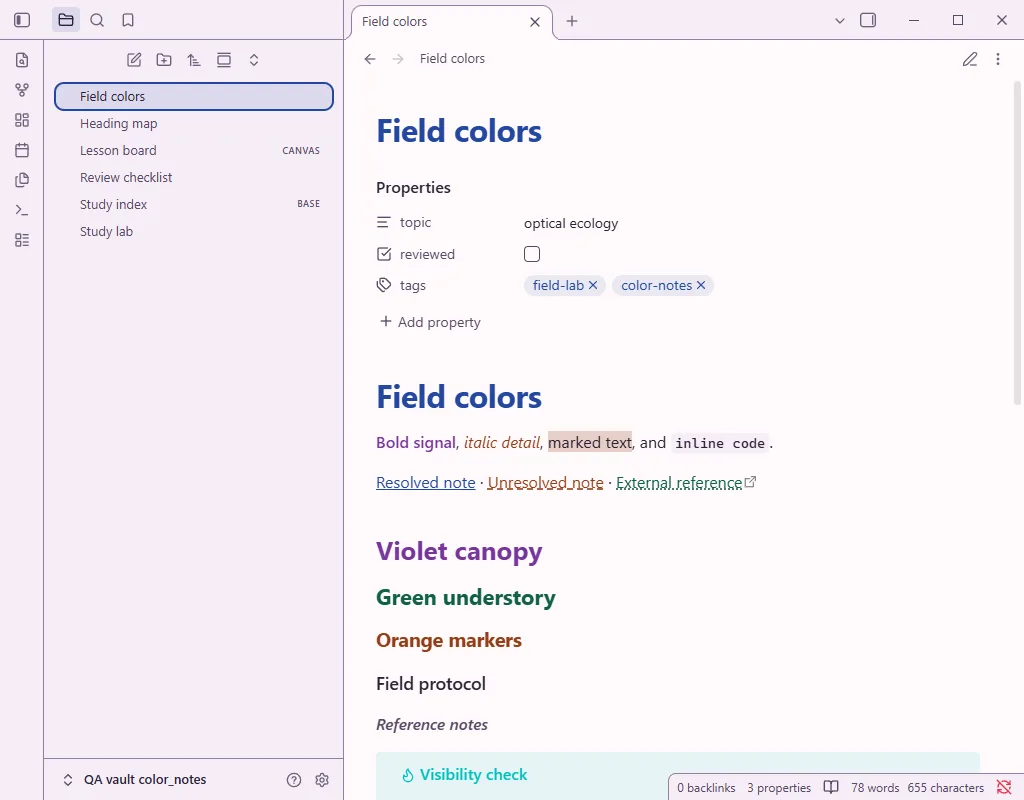 Field colors
Field colors
Field colors
Heading map
Lesson board CANVAS
Review checklist
Study index BASE
Study lab
QA vault color_notes
Field colors
Properties
topic optical ecology
reviewed
tags field-lab color-notes
Add property
Field colors
Bold signal, italic detail, marked text, and inline code.
Resolved note · Unresolved note · External reference
Violet canopy
Green understory
Orange markers
Field protocol
Reference notes
Visibility check
0 backlinks 3 properties 78 words 655 characters